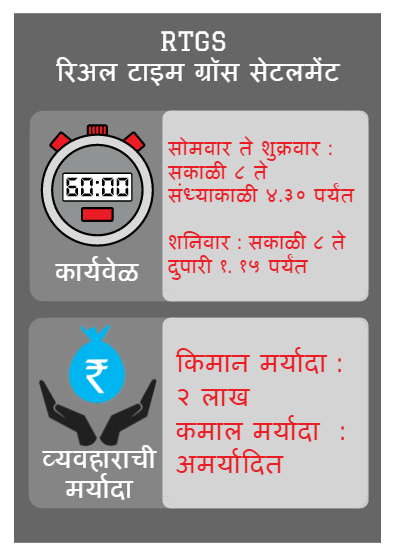 RTGS
रिअल टाइम ग्रॉस सेटलमेंट
60:00
कार्यवेळ
सोमवार ते शुक्रवार :
सकाळी ८ ते
संध्याकाळी ४.३० पर्यंत
शनिवार : सकाळी ८ ते
दुपारी १. १५ पर्यंत
₹
व्यवहाराची
मर्यादा
किमान मर्यादा :
२ लाख
कमाल मर्यादा :
अमर्यादित